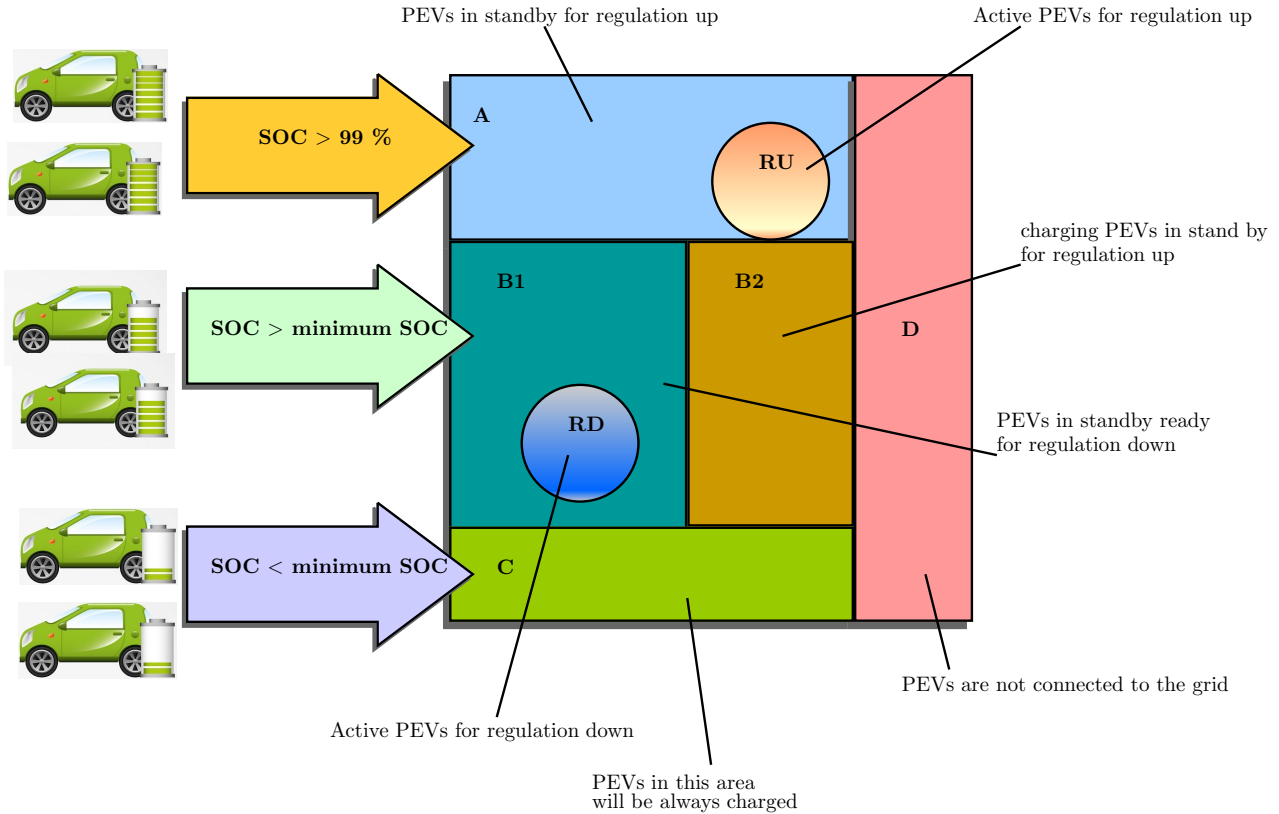 PEVs in standby for regulation up
Active PEVs for regulation up
A
SOC > 99 %
RU
charging PEVs in stand by
for regulation up
B1
B2
SOC > minimum SOC
D
PEVs in standby ready
for regulation down
RD
SOC < minimum SOC
C
PEVs are not connected to the grid
Active PEVs for regulation down
PEVs in this area
will be always charged